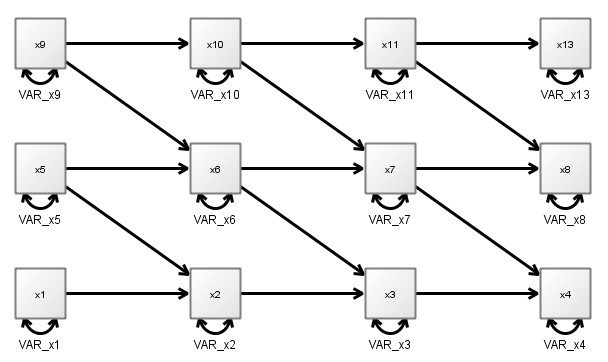 x9 x10 x11 x13
VAR_x9 VAR_x10 VAR_x11 VAR_x13
x5 x6 x7 x8
VAR_x5 VAR_x6 VAR_x7 VAR_x8
x1 x2 x3 x4
VAR_x1 VAR_x2 VAR_x3 VAR_x4